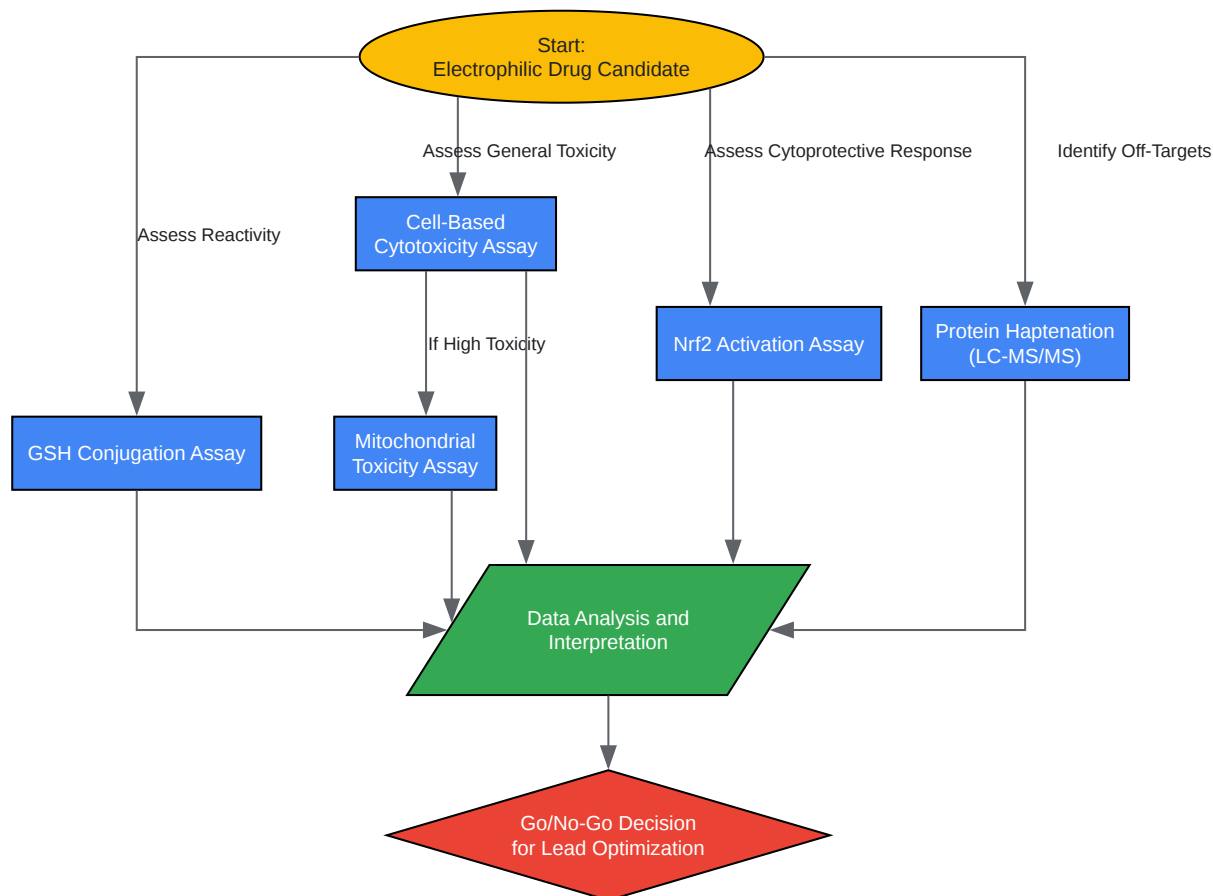 Start:
Electrophilic Drug Candidate
Assess General Toxicity
Assess Cytoprotective Response
Identify Off-Targets
Assess Reactivity
Cell-Based
Cytotoxicity Assay
If High Toxicity
Nrf2 Activation Assay
Protein Haptenation
(LC-MS/MS)
GSH Conjugation Assay
Mitochondrial
Toxicity Assay
Data Analysis and
Interpretation
Go/No-Go Decision
for Lead Optimization